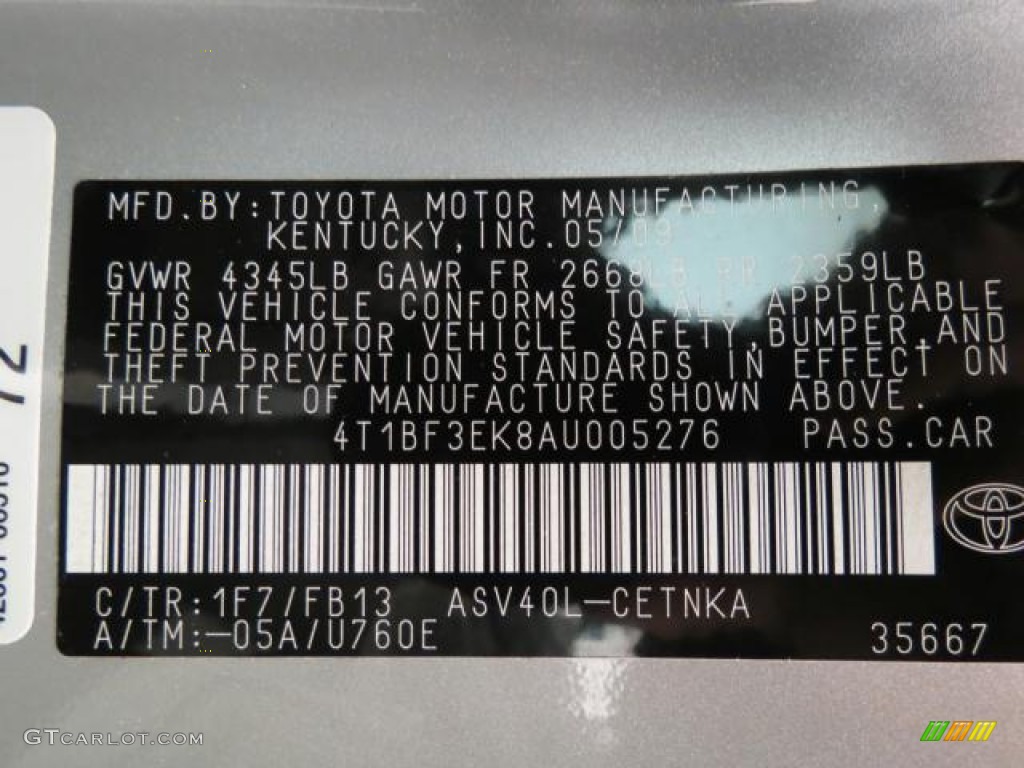 MFD.BY:TOYOTA MOTOR MANUFACTURING,
KENTUCKY,INC.05/09
GVWR 4345LB GAWR FR 2668LB RR 2359LB
THIS VEHICLE CONFORMS TO ALL APPLICABLE
FEDERAL MOTOR VEHICLE SAFETY,BUMPER,AND
THEFT PREVENTION STANDARDS IN EFFECT ON
THE DATE OF MANUFACTURE SHOWN ABOVE.
4T1BF3EK8AU005276 PASS.CAR
C/TR:1F7/FB13 ASV40L-CETNKA
A/TM:-05A/U760E
35667
72
GTCARLOT.COM